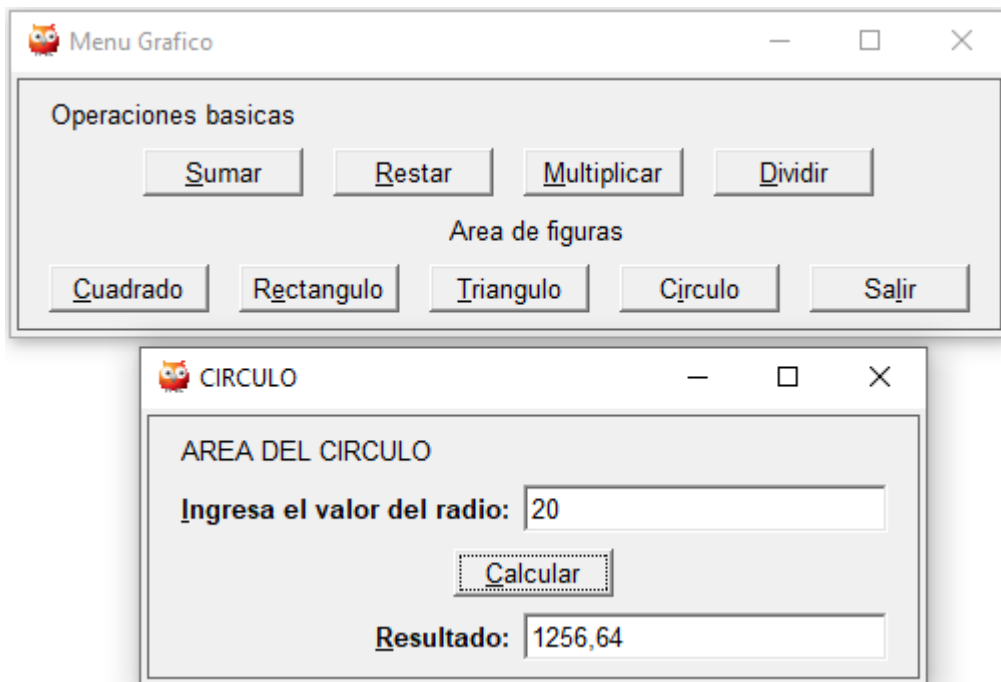 Menu Grafico
Operaciones basicas
Sumar Restar Multiplicar Dividir
Area de figuras
Cuadrado Rectangulo Triangulo Circulo Salir
CIRCULO
AREA DEL CIRCULO
Ingresa el valor del radio: 20
Calcular
Resultado: 1256,64